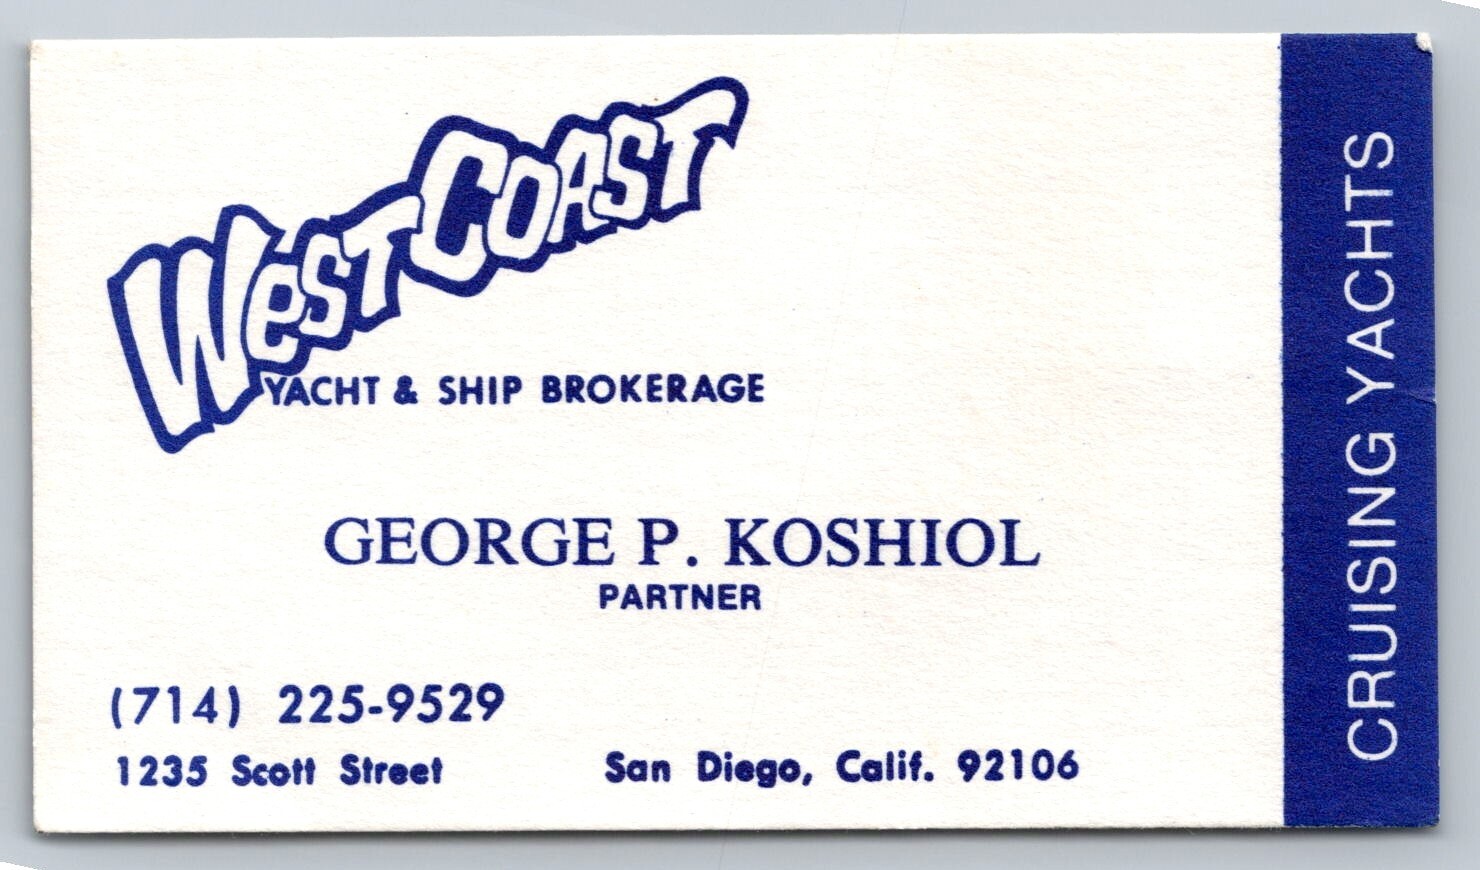 WeST COAST
YACHT & SHIP BROKERAGE
GEORGE P. KOSHIOL
PARTNER
(714) 225-9529
1235 Scott Street San Diego, Calif. 92106
CRUISING YACHTS